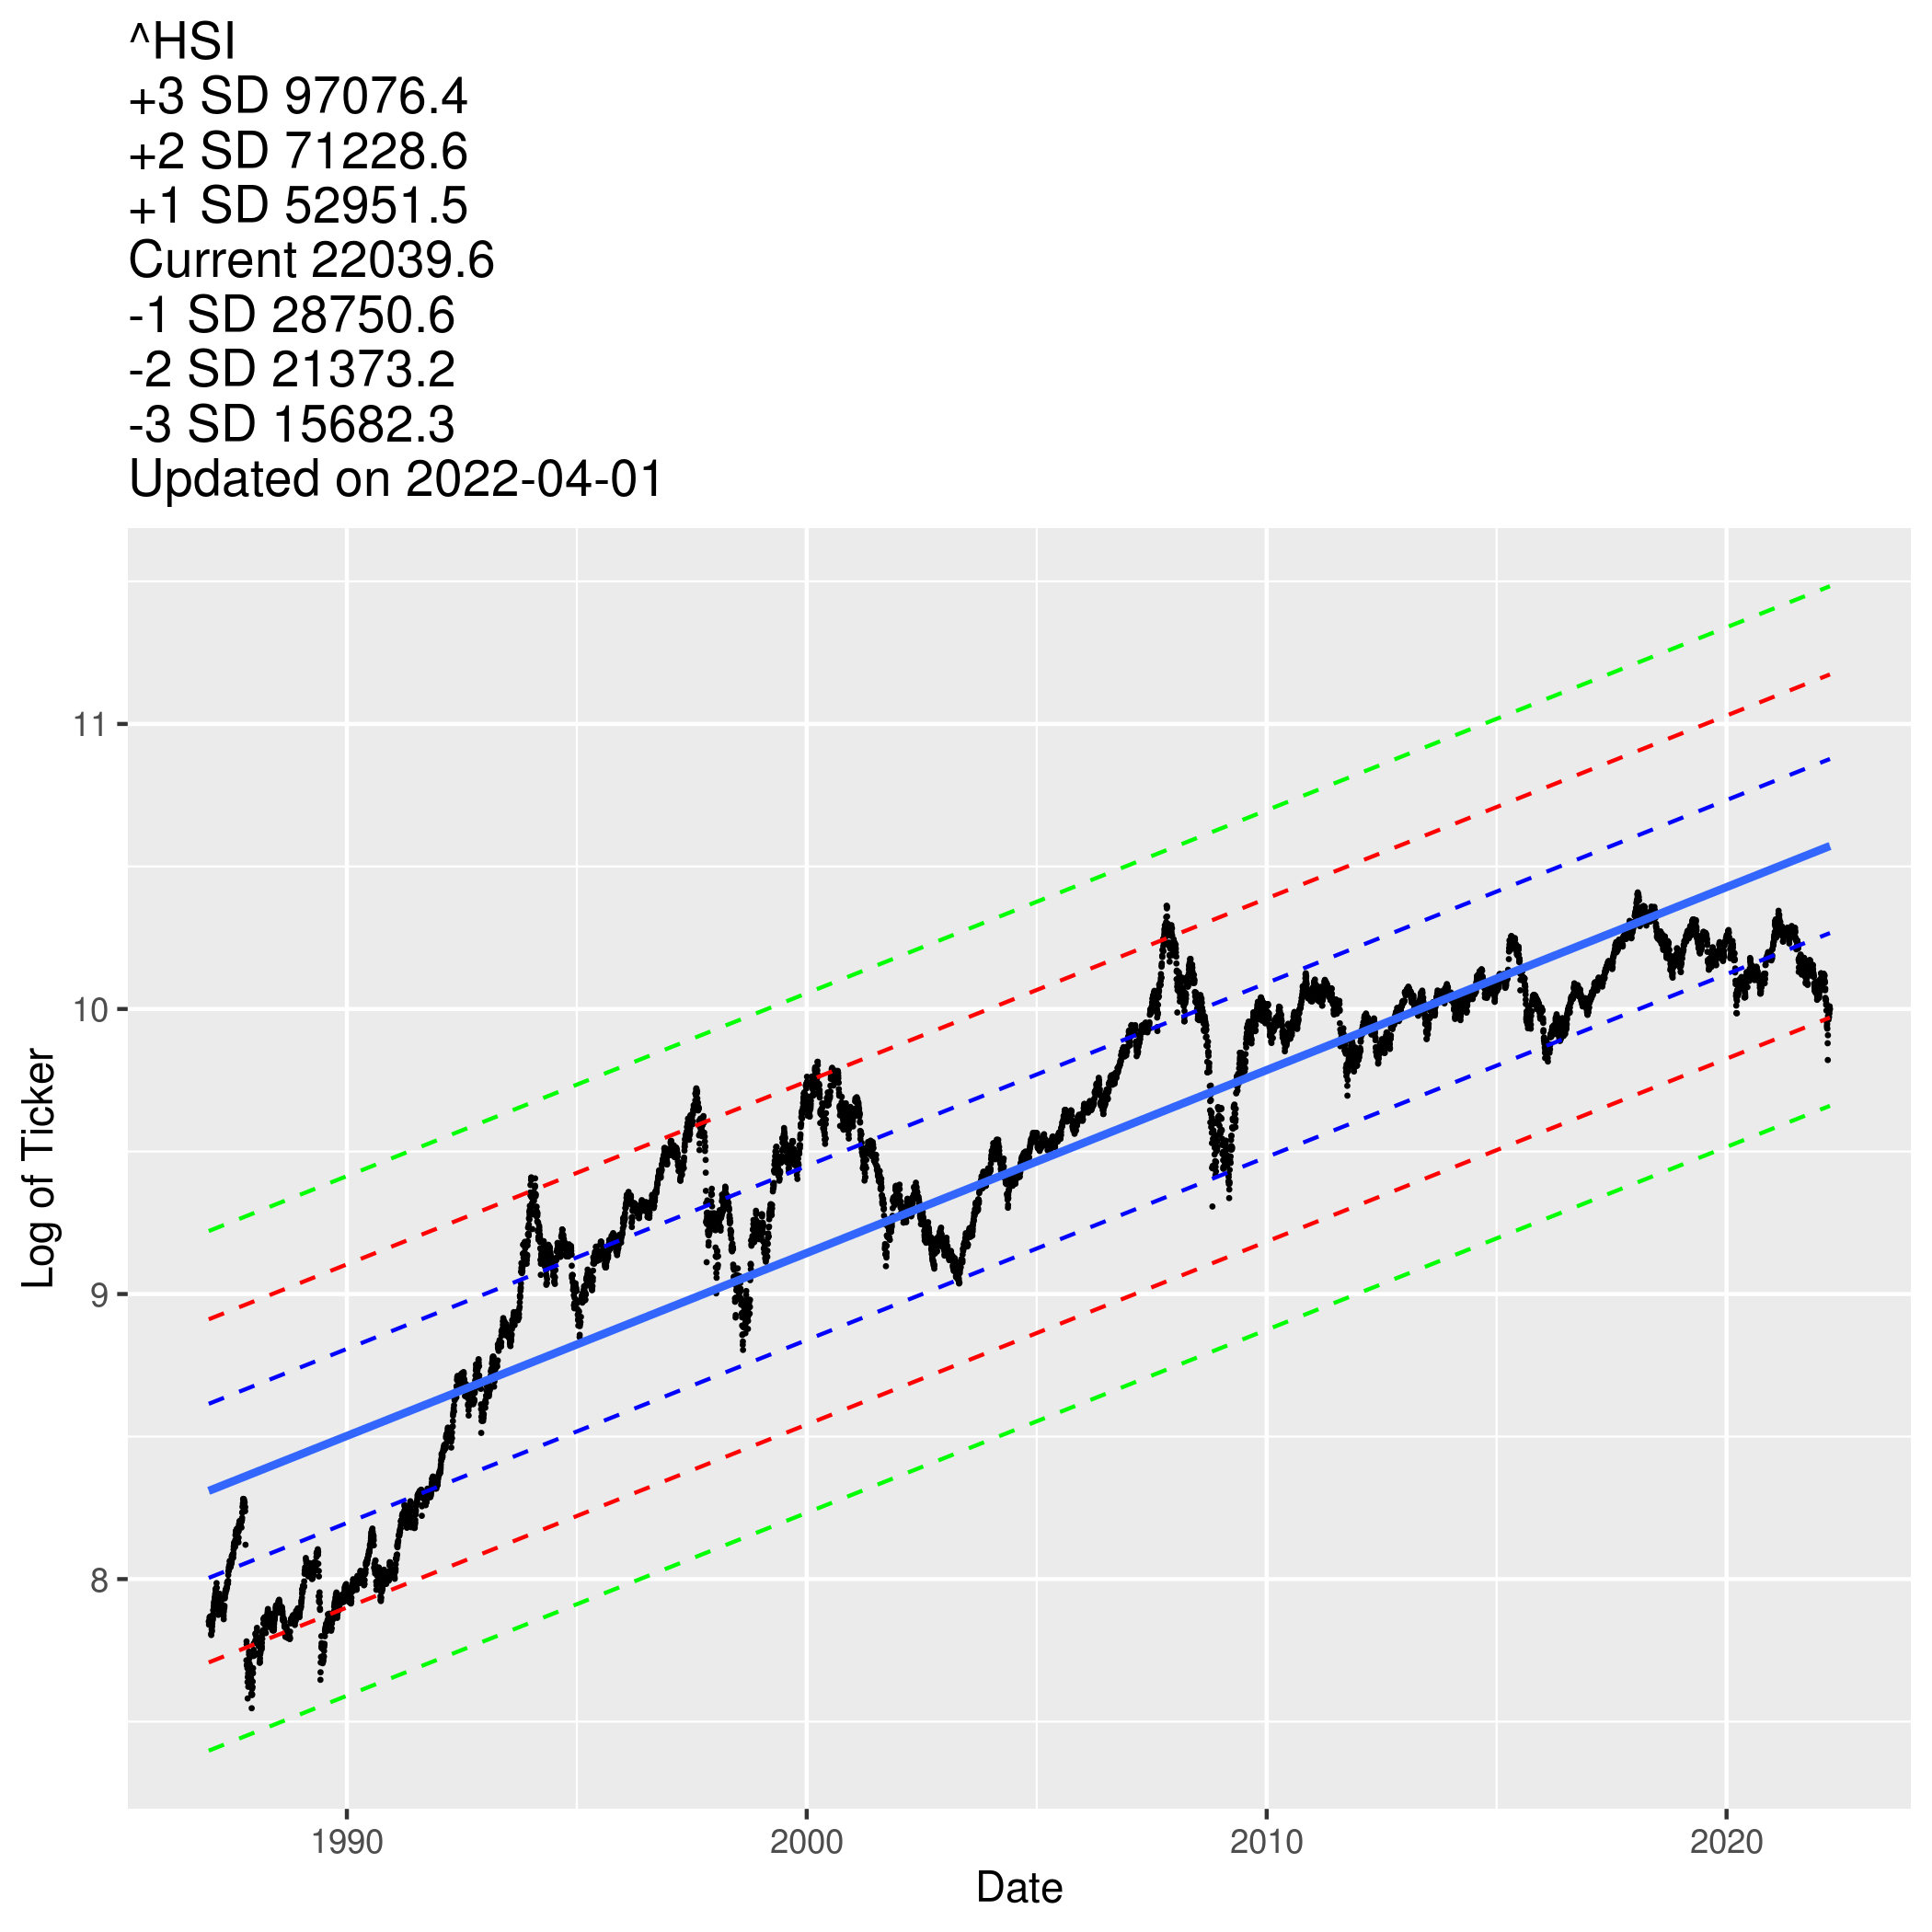 ^HSI
+3 SD 97076.4
+2 SD 71228.6
+1 SD 52951.5
Current 22039.6
-1 SD 28750.6
-2 SD 21373.2
-3 SD 15682.3
Updated on 2022-04-01
11
10
9
8
Log of Ticker
1990 2000 2010 2020
Date